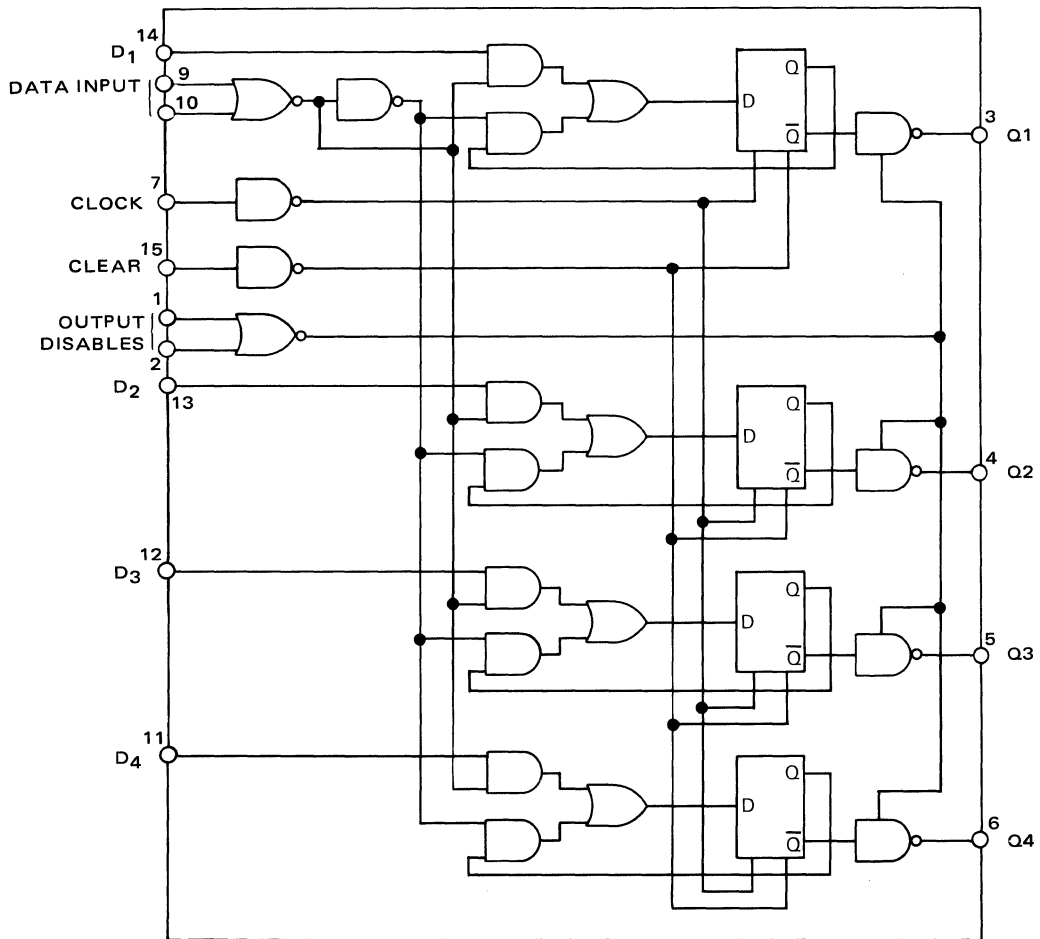 14
D1
DATA INPUT
9
10
Q
D
Q̅
3
Q1
7
CLOCK
15
CLEAR
1
OUTPUT
DISABLES
2
D2
13
Q
D
Q̅
4
Q2
12
D3
Q
D
Q̅
5
Q3
11
D4
Q
D
Q̅
6
Q4